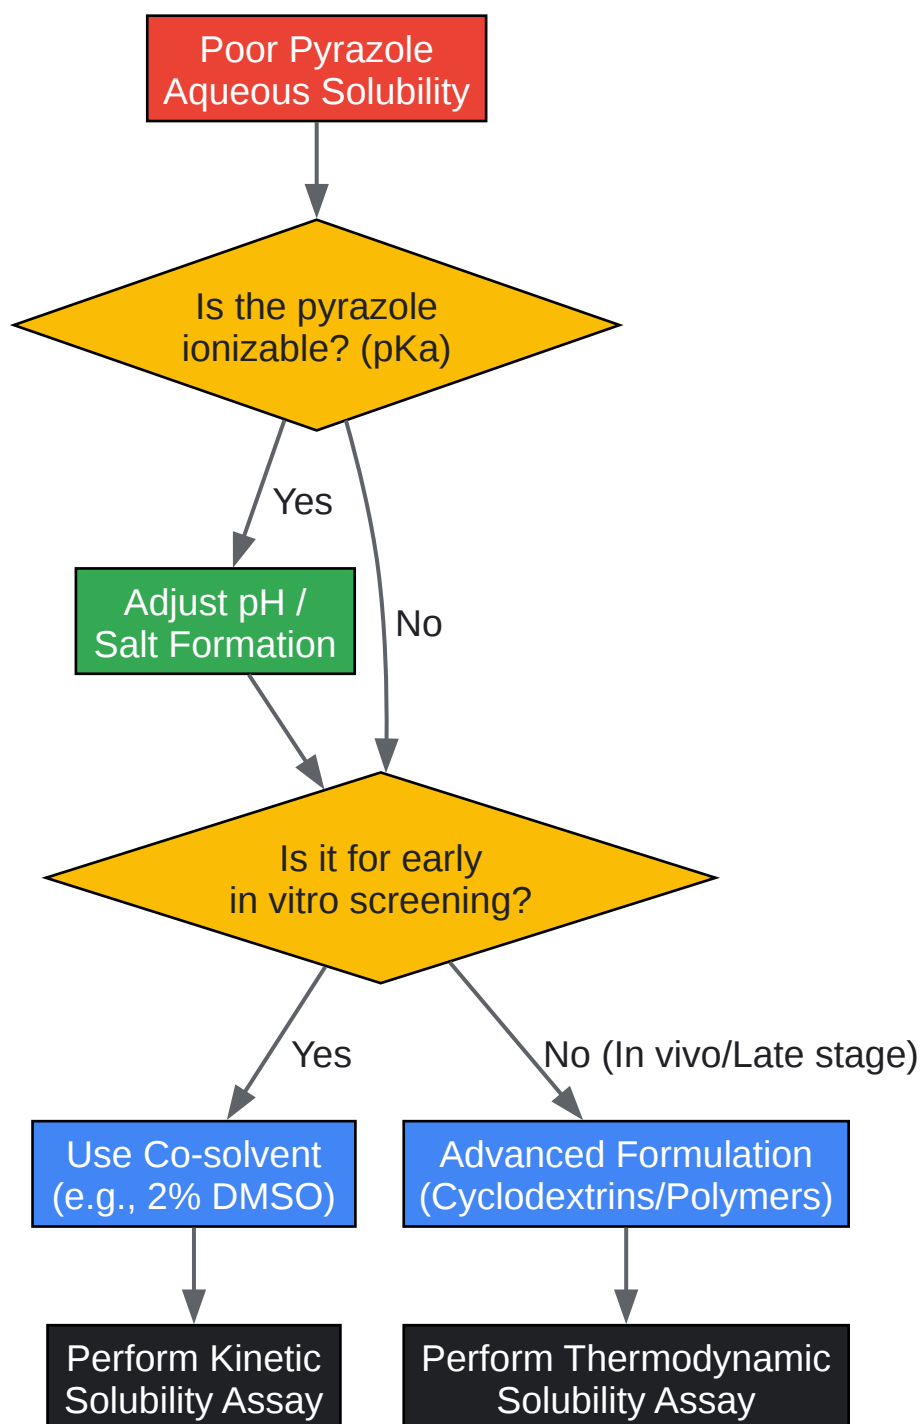 Poor Pyrazole
Aqueous Solubility
Is the pyrazole
ionizable? (pKa)
Yes
Adjust pH /
Salt Formation
No
Is it for early
in vitro screening?
Yes
No (In vivo/Late stage)
Use Co-solvent
(e.g., 2% DMSO)
Advanced Formulation
(Cyclodextrins/Polymers)
Perform Kinetic
Solubility Assay
Perform Thermodynamic
Solubility Assay